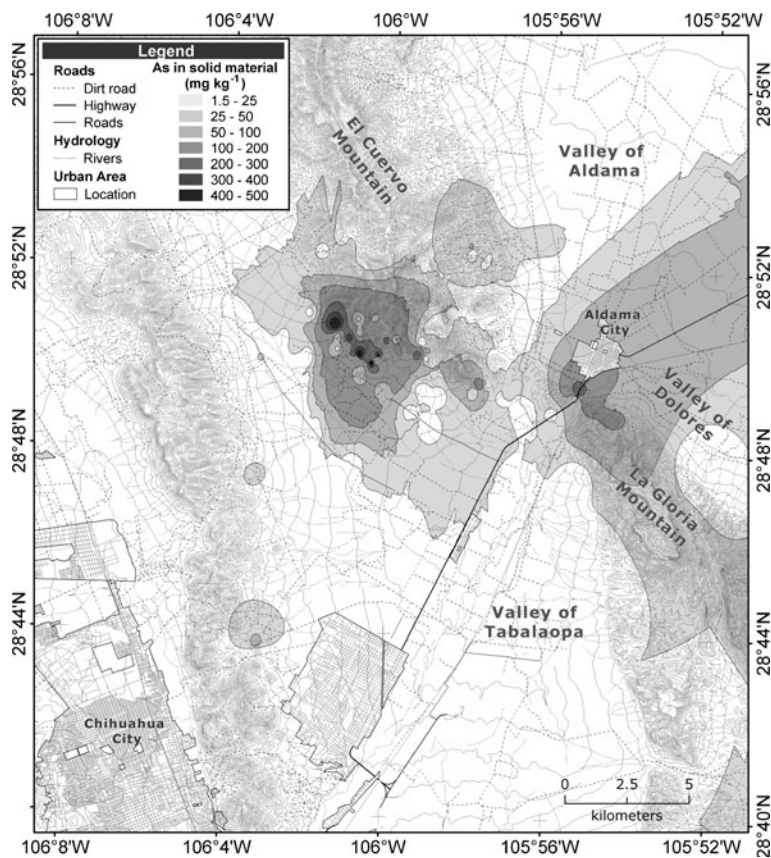 106°8'W
106°4'W
106°0'W
105°56'W
105°52'W
28°56'N
28°52'N
28°48'N
28°44'N
Legend
Roads
Dirt road
Highway
Roads
Hydrology
Rivers
Urban Area
Location
As in solid material
(mg kg⁻¹)
1.5 - 25
25 - 50
50 - 100
100 - 200
200 - 300
300 - 400
400 - 500
El Cuervo
Mountain
Valley of
Aldama
Aldama
City
Valley of
Dolores
La Gloria
Mountain
Valley of
Tabalaopa
Chihuahua
City
0 2.5 5
kilometers
28°56'N
28°52'N
28°48'N
28°44'N
28°40'N
106°8'W
106°4'W
106°0'W
105°56'W
105°52'W